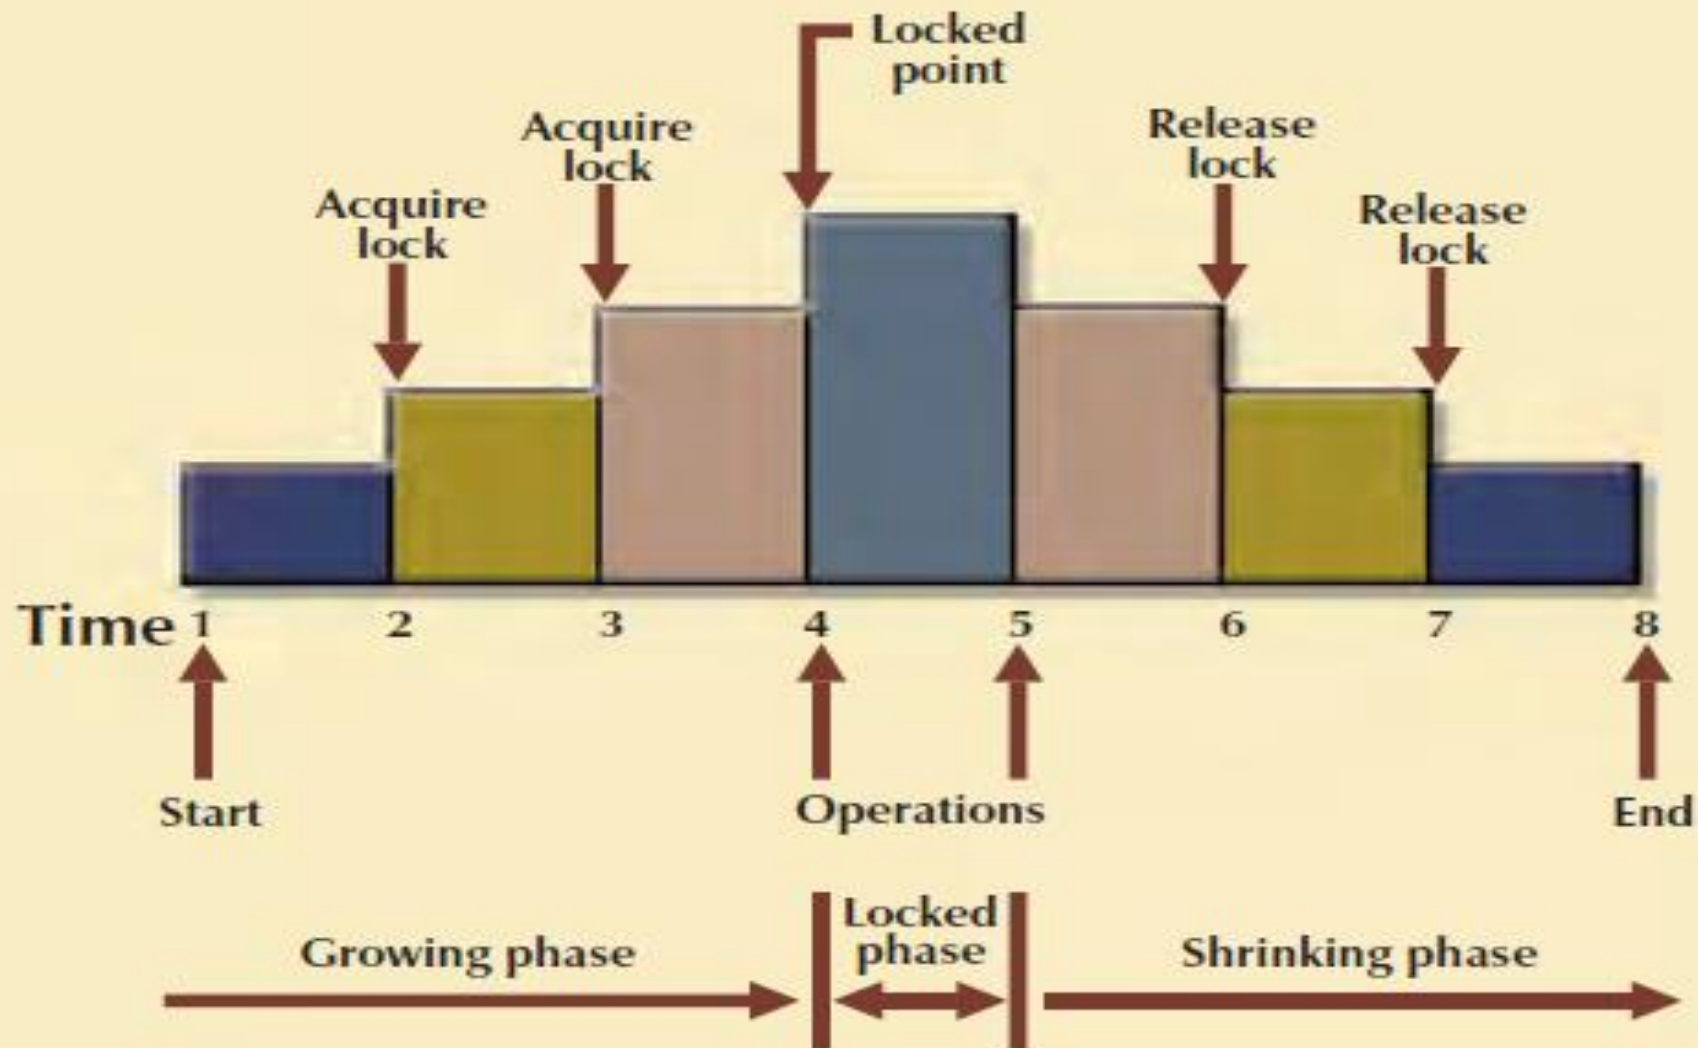 Locked
point
Acquire
lock
Release
lock
Acquire
lock
Release
lock
Time 1 2 3 4 5 6 7 8
Start Operations End
Locked
phase
Growing phase
Shrinking phase